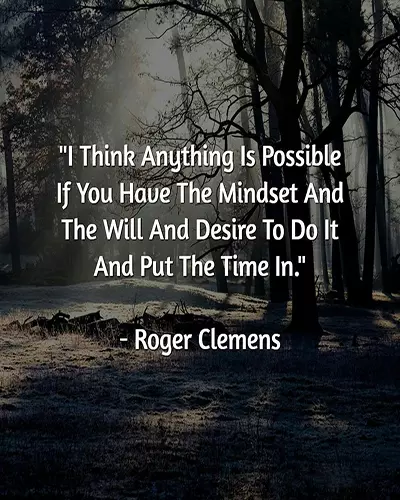 "I Think Anything Is Possible
If You Have The Mindset And
The Will And Desire To Do It
And Put The Time In."
- Roger Clemens